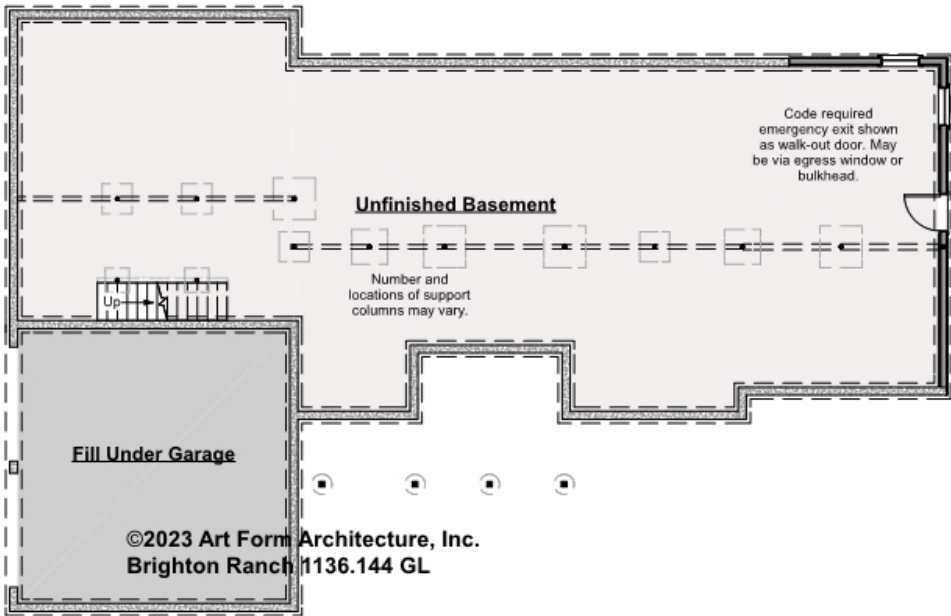 Code required
emergency exit shown
as walk-out door. May
be via egress window or
bulkhead.
Unfinished Basement
Number and
locations of support
columns may vary.
Up
Fill Under Garage
©2023 Art Form Architecture, Inc.
Brighton Ranch 1136.144 GL